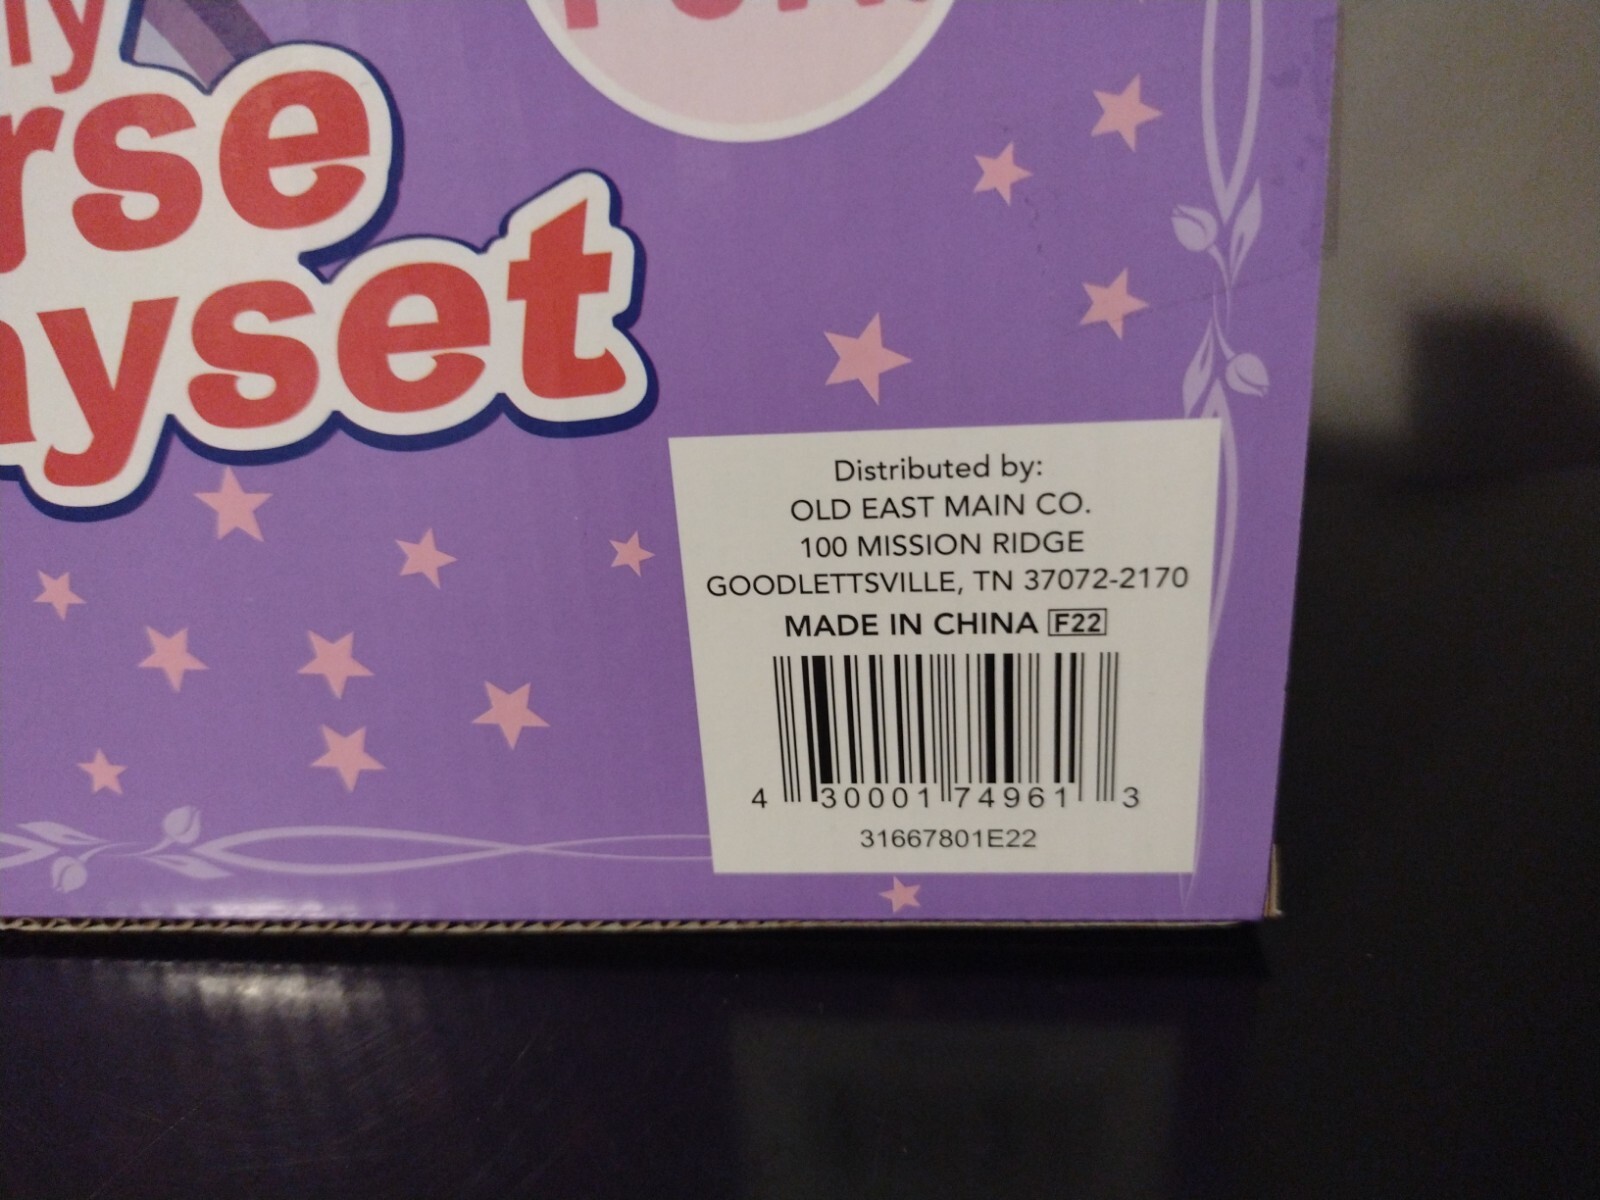 rse
yset
Distributed by:
OLD EAST MAIN CO.
100 MISSION RIDGE
GOODLETTSVILLE, TN 37072-2170
MADE IN CHINA F22
4 30001 74961 3
31667801E22